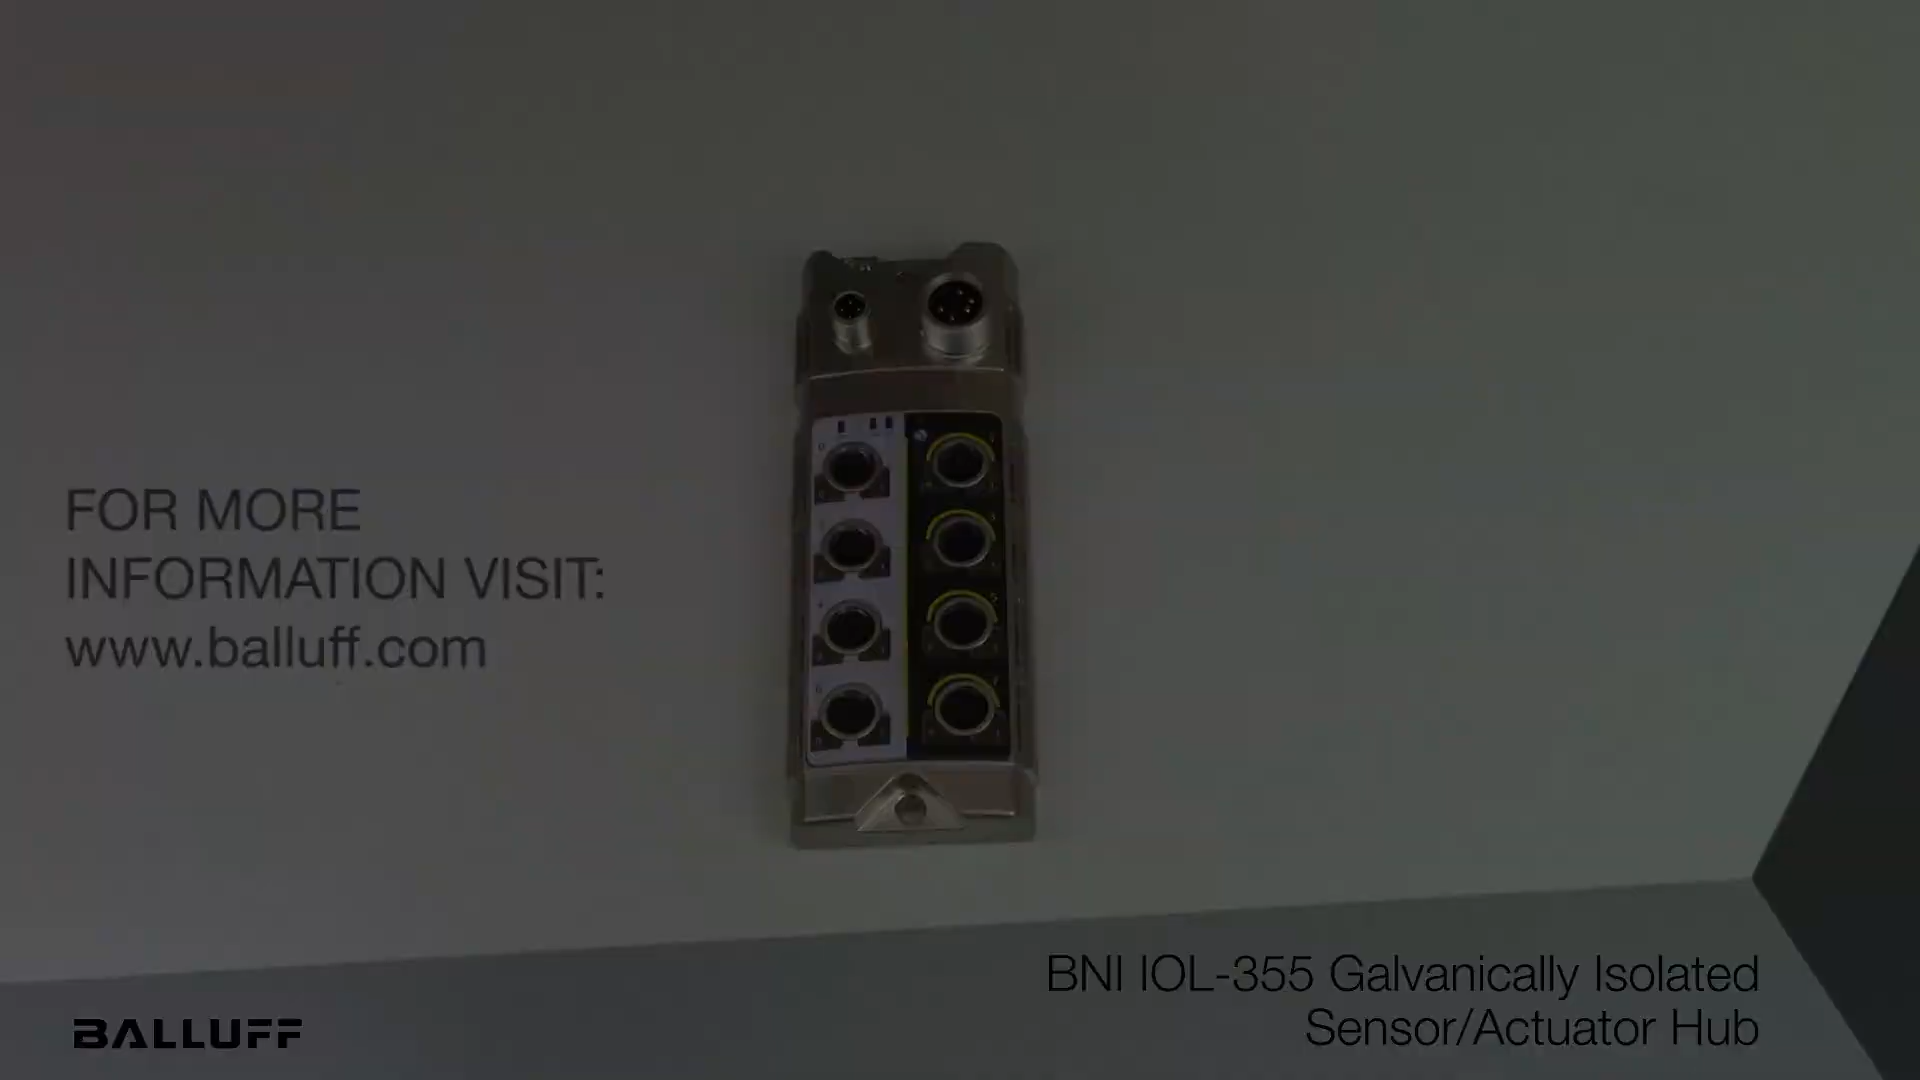 FOR MORE
INFORMATION VISIT:
www.balluff.com
BNI IOL-355 Galvanically Isolated
Sensor/Actuator Hub
BALLUFF